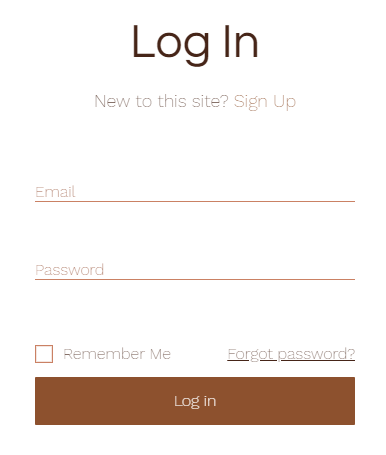 Log In
New to this site? Sign Up
Email
Password
Remember Me Forgot password?
Log in